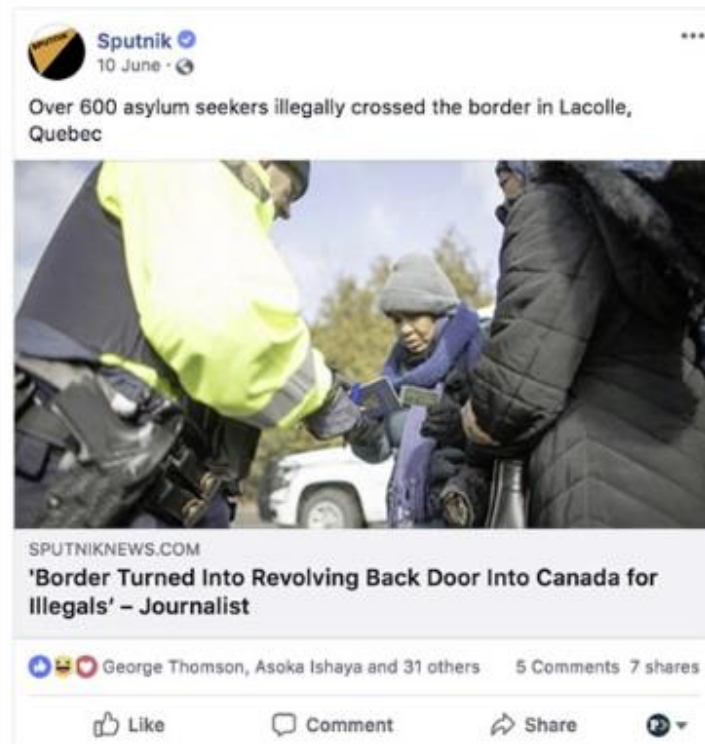 SPUTNIK
Sputnik
10 June ·
Over 600 asylum seekers illegally crossed the border in Lacolle,
Quebec
SPUTNIKNEWS.COM
'Border Turned Into Revolving Back Door Into Canada for
Illegals' – Journalist
George Thomson, Asoka Ishaya and 31 others 5 Comments 7 shares
Like Comment Share